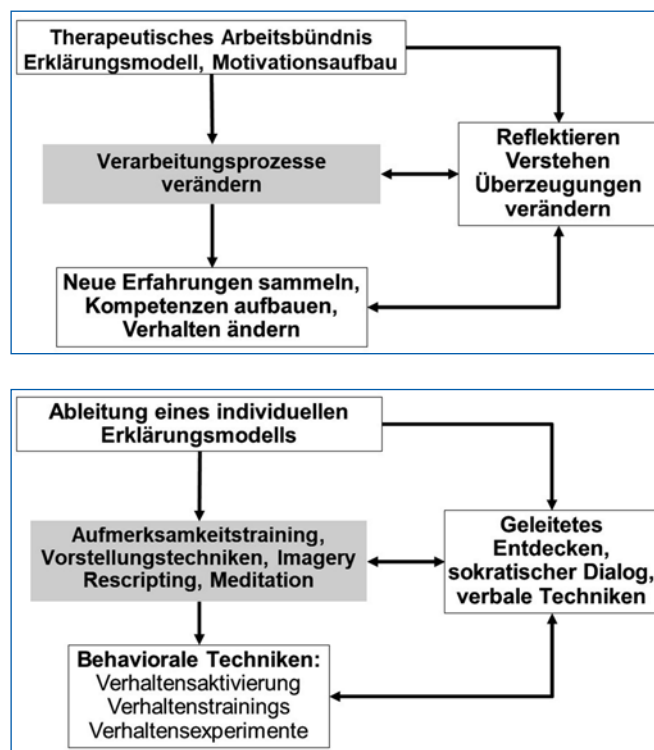 Therapeutisches Arbeitsbündnis
Erklärungsmodell, Motivationsaufbau
Verarbeitungsprozesse
verändern
Reflektieren
Verstehen
Überzeugungen
verändern
Neue Erfahrungen sammeln,
Kompetenzen aufbauen,
Verhalten ändern
Ableitung eines individuellen
Erklärungsmodells
Aufmerksamkeitstraining,
Vorstellungstechniken, Imagery
Rescripting, Meditation
Geleitetes
Entdecken,
sokratischer Dialog,
verbale Techniken
Behaviorale Techniken:
Verhaltensaktivierung
Verhaltenstrainings
Verhaltensexperimente